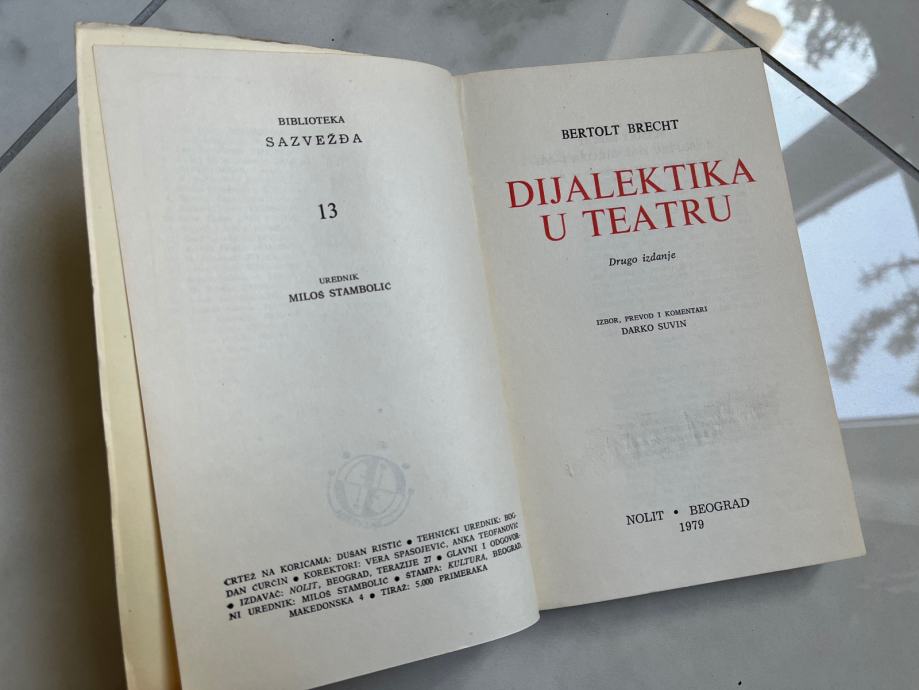 BIBLIOTEKA
SAZVEŽĐA
13
UREDNIK
MILOŠ STAMBOLIĆ
CRTEŽ NA KORICAMA: DUŠAN RISTIĆ ● TEHNIČKI UREDNIK: BOG-
DAN ĆURČIN ● KOREKTORI: VERA SPASOJEVIĆ, ANKA TEOFANOVIĆ
● IZDAVAČ: NOLIT, BEOGRAD, TERAZIJE 27 ● GLAVNI I ODGOVOR-
NI UREDNIK: MILOŠ STAMBOLIĆ ● ŠTAMPA: KULTURA, BEOGRAD,
MAKEDONSKA 4 ● TIRAŽ: 5.000 PRIMERAKA
BERTOLT BRECHT
DIJALEKTIKA
U TEATRU
Drugo izdanje
IZBOR, PREVOD I KOMENTARI
DARKO SUVIN
NOLIT • BEOGRAD
1979